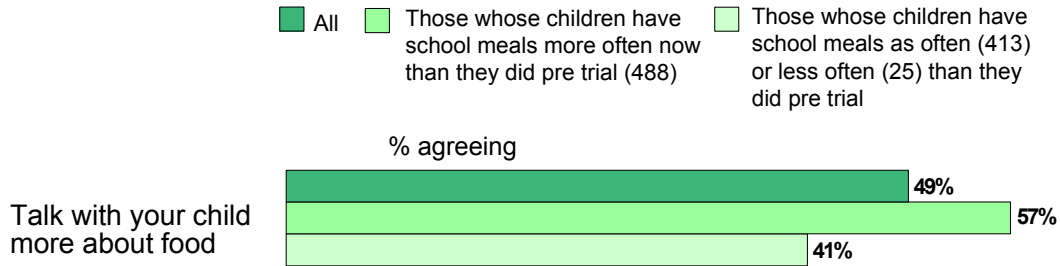 All
Those whose children have
school meals more often now
than they did pre trial (488)
Those whose children have
school meals as often (413)
or less often (25) than they
did pre trial
% agreeing
Talk with your child
more about food
49%
57%
41%